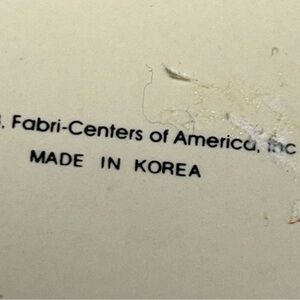 . Fabri-Centers of America, Inc
MADE IN KOREA